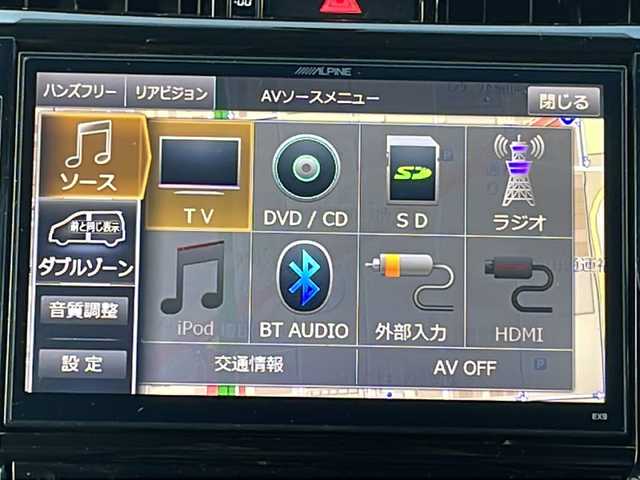 :00
ALPINE
ハンズフリー リアビジョン AVソースメニュー 閉じる
ソース
TV
DVD / CD
SD
SD
ラジオ
前と同じ表示
ダブルゾーン
iPod
BT AUDIO
外部入力
HDMI
音質調整
設定
交通情報
AV OFF
EX9